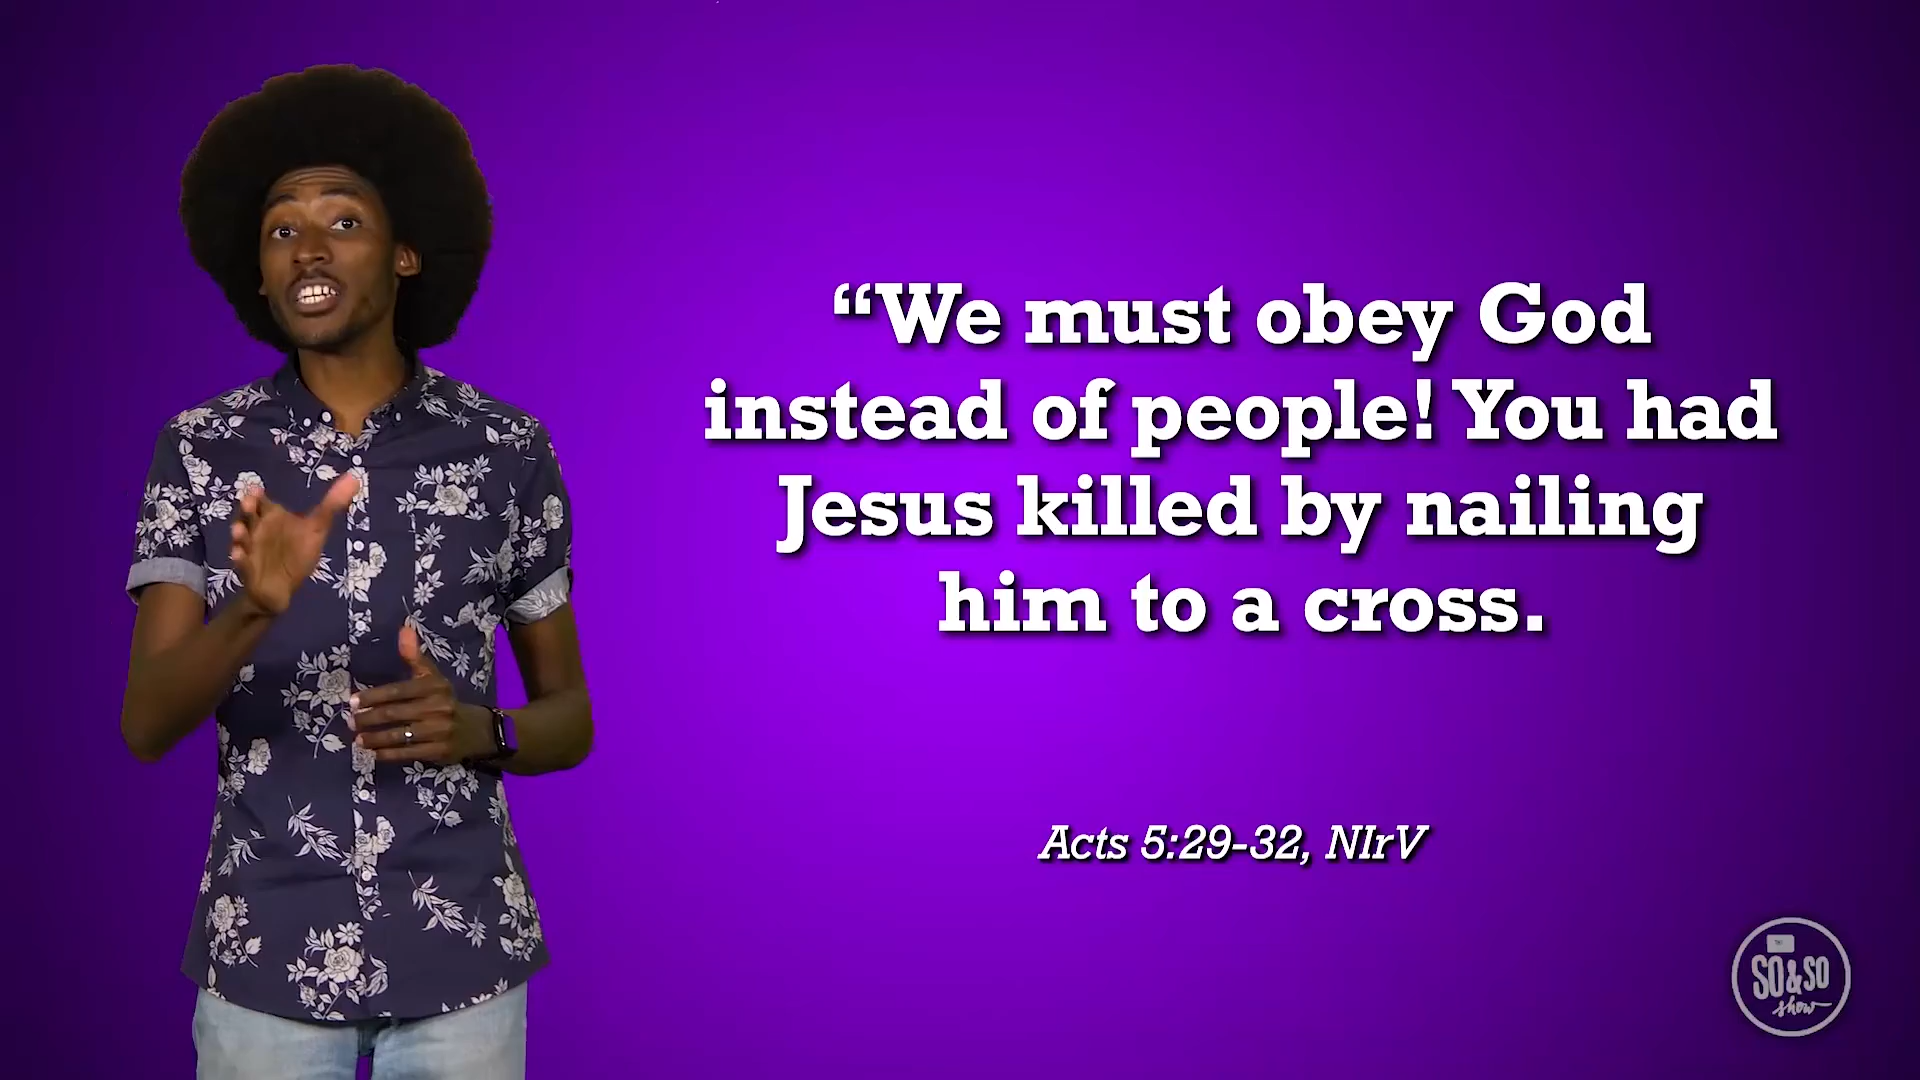 “We must obey God
instead of people! You had
Jesus killed by nailing
him to a cross.
Acts 5:29-32, NIrV
SO & SO
show